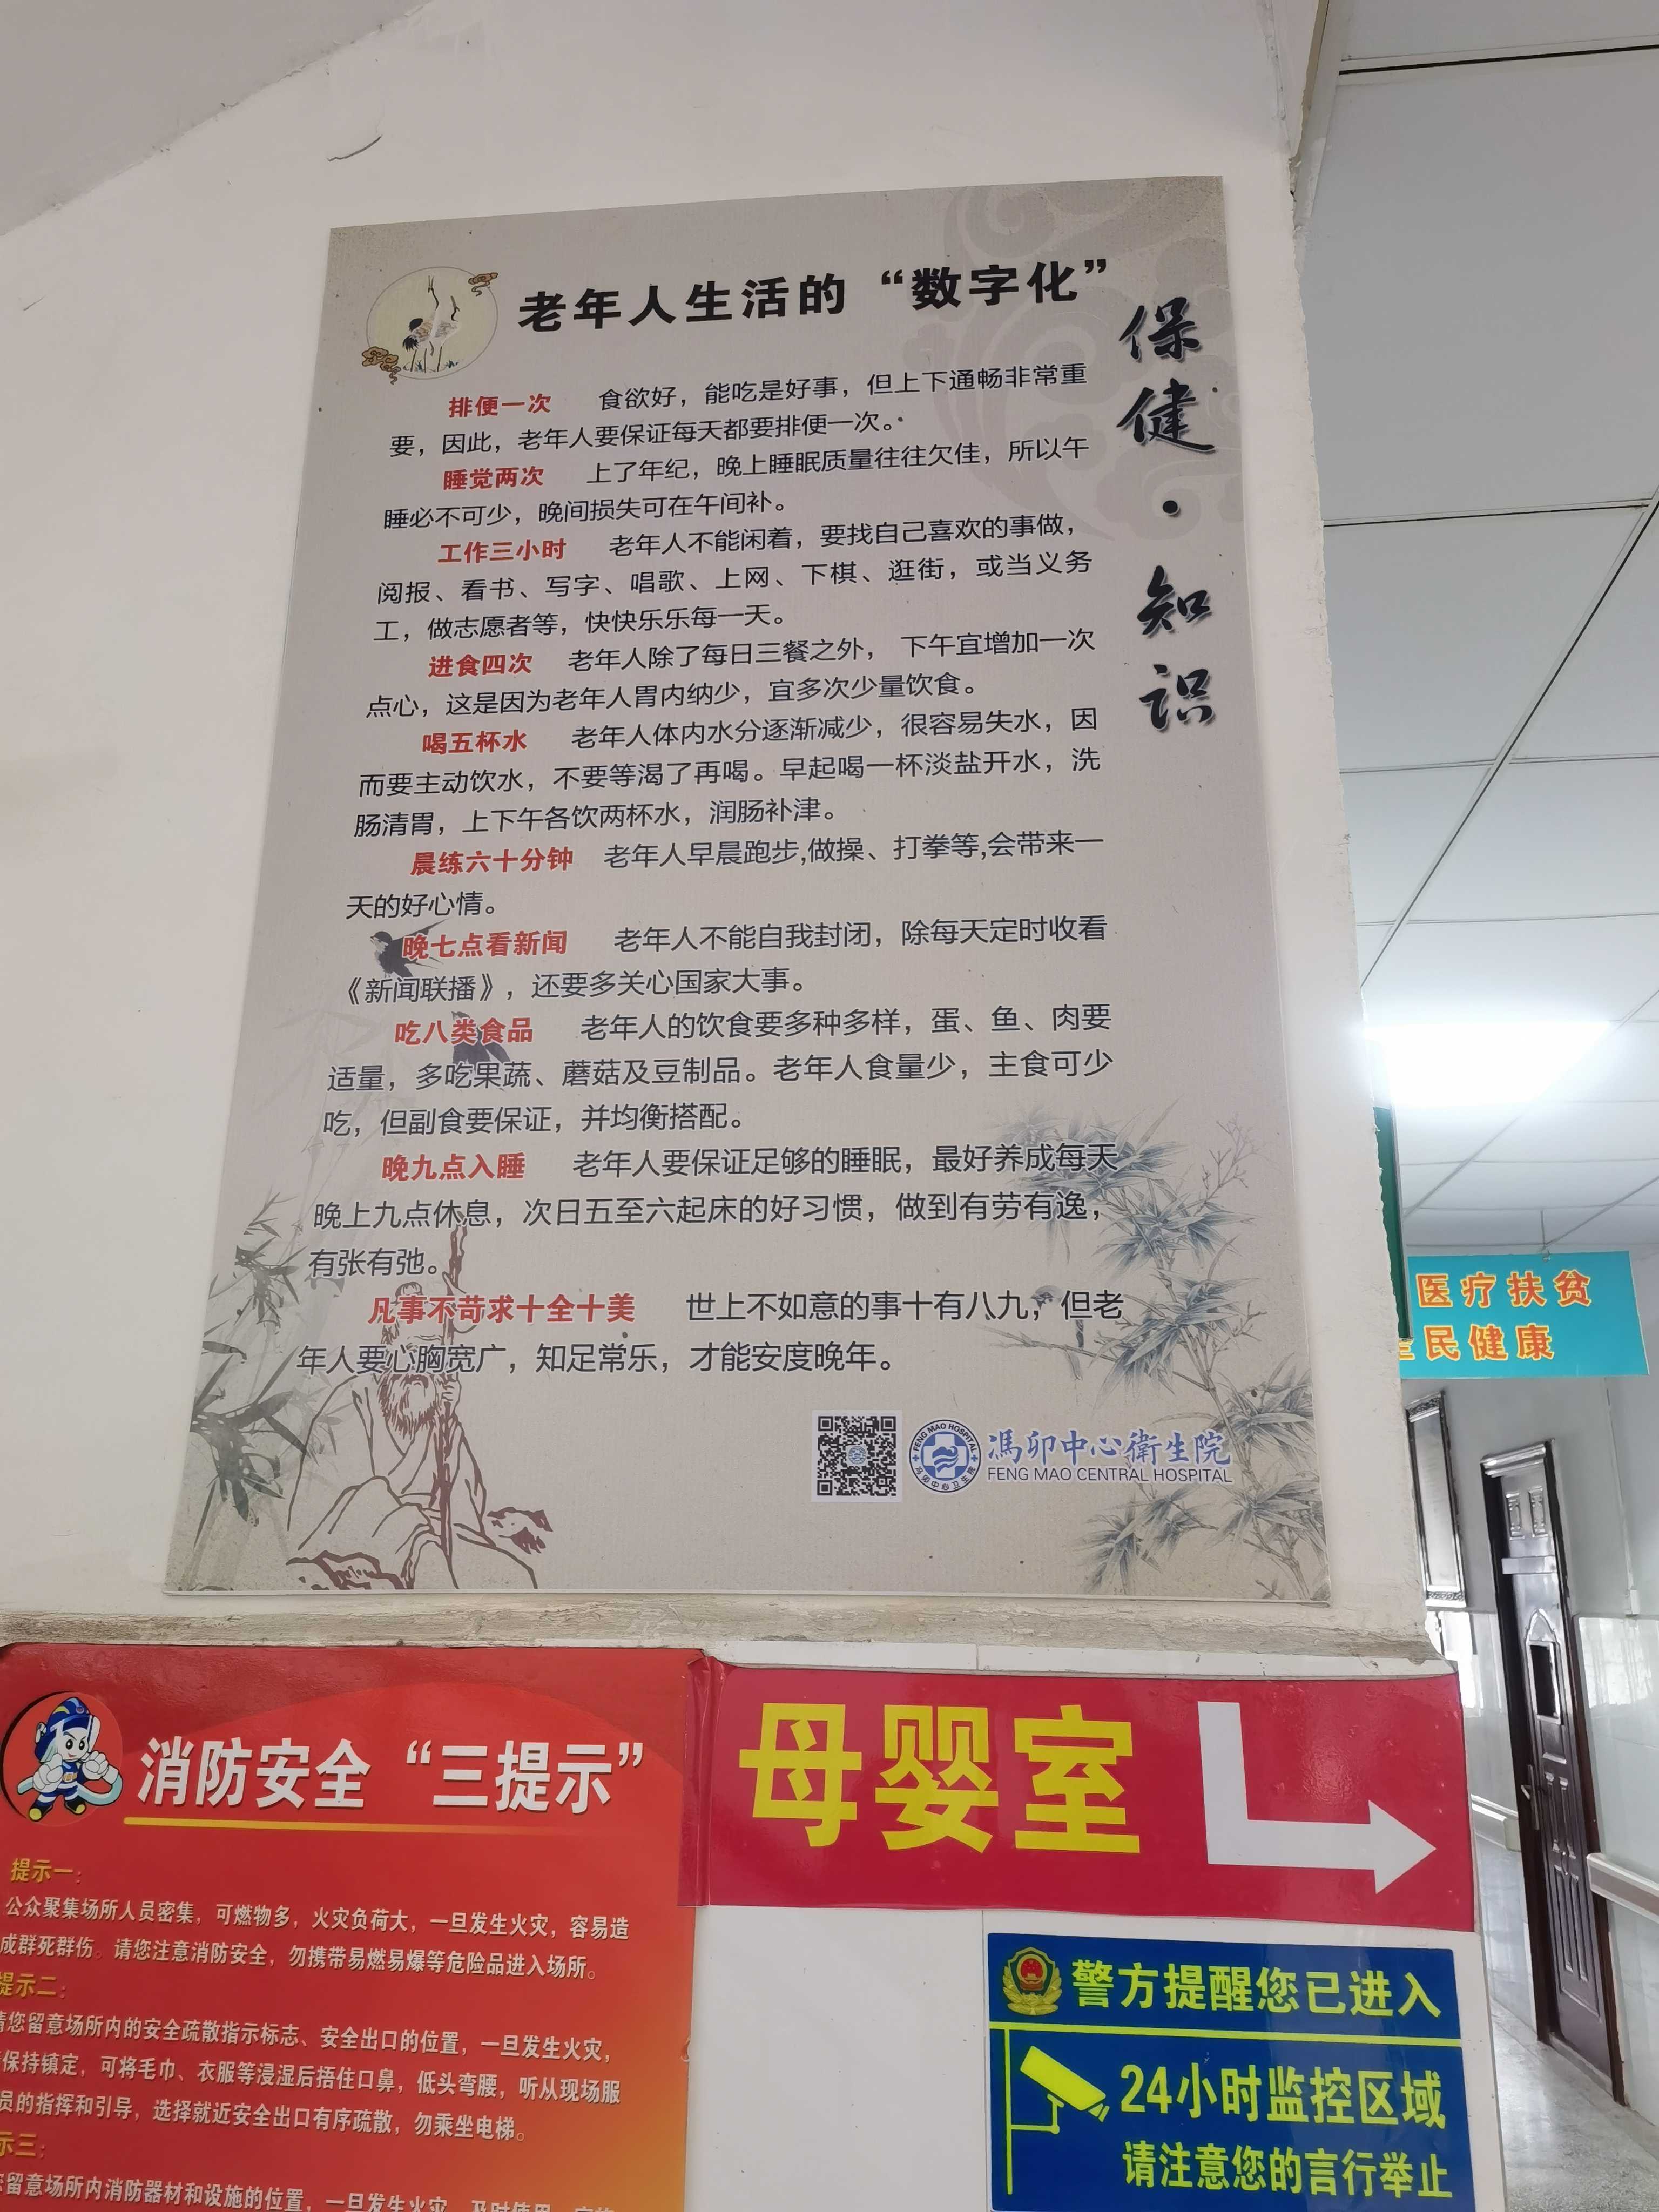 老年人生活的“数字化”
保健·知识
排便一次 食欲好，能吃是好事，但上下通畅非常重
要，因此，老年人要保证每天都要排便一次。
睡觉两次 上了年纪，晚上睡眠质量往往欠佳，所以午
睡必不可少，晚间损失可在午间补。
工作三小时 老年人不能闲着，要找自己喜欢的事做，
阅报、看书、写字、唱歌、上网、下棋、逛街，或当义务
工，做志愿者等，快快乐乐每一天。
进食四次 老年人除了每日三餐之外， 下午宜增加一次
点心，这是因为老年人胃内纳少，宜多次少量饮食。
喝五杯水 老年人体内水分逐渐减少，很容易失水，因
而要主动饮水，不要等渴了再喝。早起喝一杯淡盐开水，洗
肠清胃，上下午各饮两杯水，润肠补津。
晨练六十分钟 老年人早晨跑步,做操、打拳等,会带来一
天的好心情。
晚七点看新闻 老年人不能自我封闭，除每天定时收看
《新闻联播》，还要多关心国家大事。
吃八类食品 老年人的饮食要多种多样，蛋、鱼、肉要
适量，多吃果蔬、蘑菇及豆制品。老年人食量少，主食可少
吃，但副食要保证，并均衡搭配。
晚九点入睡 老年人要保证足够的睡眠，最好养成每天
晚上九点休息，次日五至六起床的好习惯，做到有劳有逸，
有张有弛。
凡事不苛求十全十美 世上不如意的事十有八九，但老
年人要心胸宽广，知足常乐，才能安度晚年。
FENG MAO HOSPITAL
冯卯中心卫生院
馮卯中心衛生院
FENG MAO CENTRAL HOSPITAL
医疗扶贫
民健康
消防安全“三提示”
提示一：
公众聚集场所人员密集，可燃物多，火灾负荷大，一旦发生火灾，容易造
成群死群伤。请您注意消防安全，勿携带易燃易爆等危险品进入场所。
提示二：
请您留意场所内的安全疏散指示标志、安全出口的位置，一旦发生火灾，
保持镇定，可将毛巾、衣服等浸湿后捂住口鼻，低头弯腰，听从现场服
员的指挥和引导，选择就近安全出口有序疏散，勿乘坐电梯。
示三：
留意场所内消防器材和设施的位置，一旦发生火灾，及时使用
母婴室
警方提醒您已进入
24小时监控区域
请注意您的言行举止